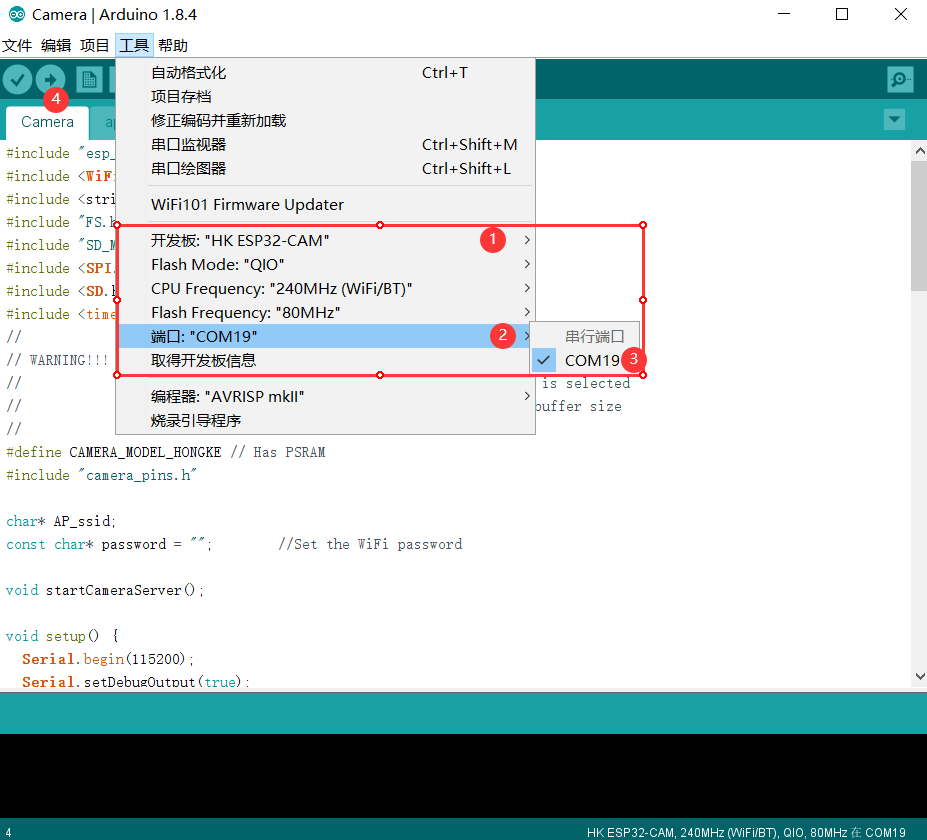 Camera | Arduino 1.8.4
文件 编辑 项目 工具 帮助
4
Camera
自动格式化 Ctrl+T
项目存档
修正编码并重新加载
串口监视器 Ctrl+Shift+M
串口绘图器 Ctrl+Shift+L
WiFi101 Firmware Updater
开发板: "HK ESP32-CAM" 1
Flash Mode: "QIO"
CPU Frequency: "240MHz (WiFi/BT)"
Flash Frequency: "80MHz"
端口: "COM19" 2
串行端口
取得开发板信息
COM19 3
编程器: "AVRISP mkII"
烧录引导程序
#include "esp_
#include <WiFi
#include <stri
#include "FS.h
#include "SD_M
#include <SPI.
#include <SD.h
#include <time
//
// WARNING!!!
// is selected
// buffer size
//
#define CAMERA_MODEL_HONGKE // Has PSRAM
#include "camera_pins.h"
char* AP_ssid;
const char* password = ""; //Set the WiFi password
void startCameraServer();
void setup() {
Serial.begin(115200);
Serial.setDebugOutput(true);
4 HK ESP32-CAM, 240MHz (WiFi/BT), QIO, 80MHz 在 COM19